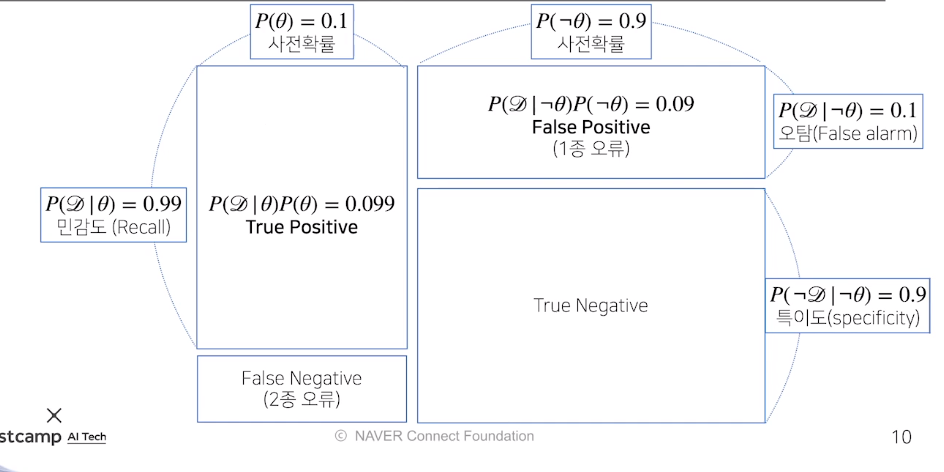 P(θ) = 0.1
사전확률
P(¬θ) = 0.9
사전확률
P(𝒟|¬θ)P(¬θ) = 0.09
False Positive
(1종 오류)
P(𝒟|¬θ) = 0.1
오탐(False alarm)
P(𝒟|θ) = 0.99
민감도 (Recall)
P(𝒟|θ)P(θ) = 0.099
True Positive
True Negative
P(¬𝒟|¬θ) = 0.9
특이도(specificity)
False Negative
(2종 오류)
stcamp AI Tech
© NAVER Connect Foundation
10